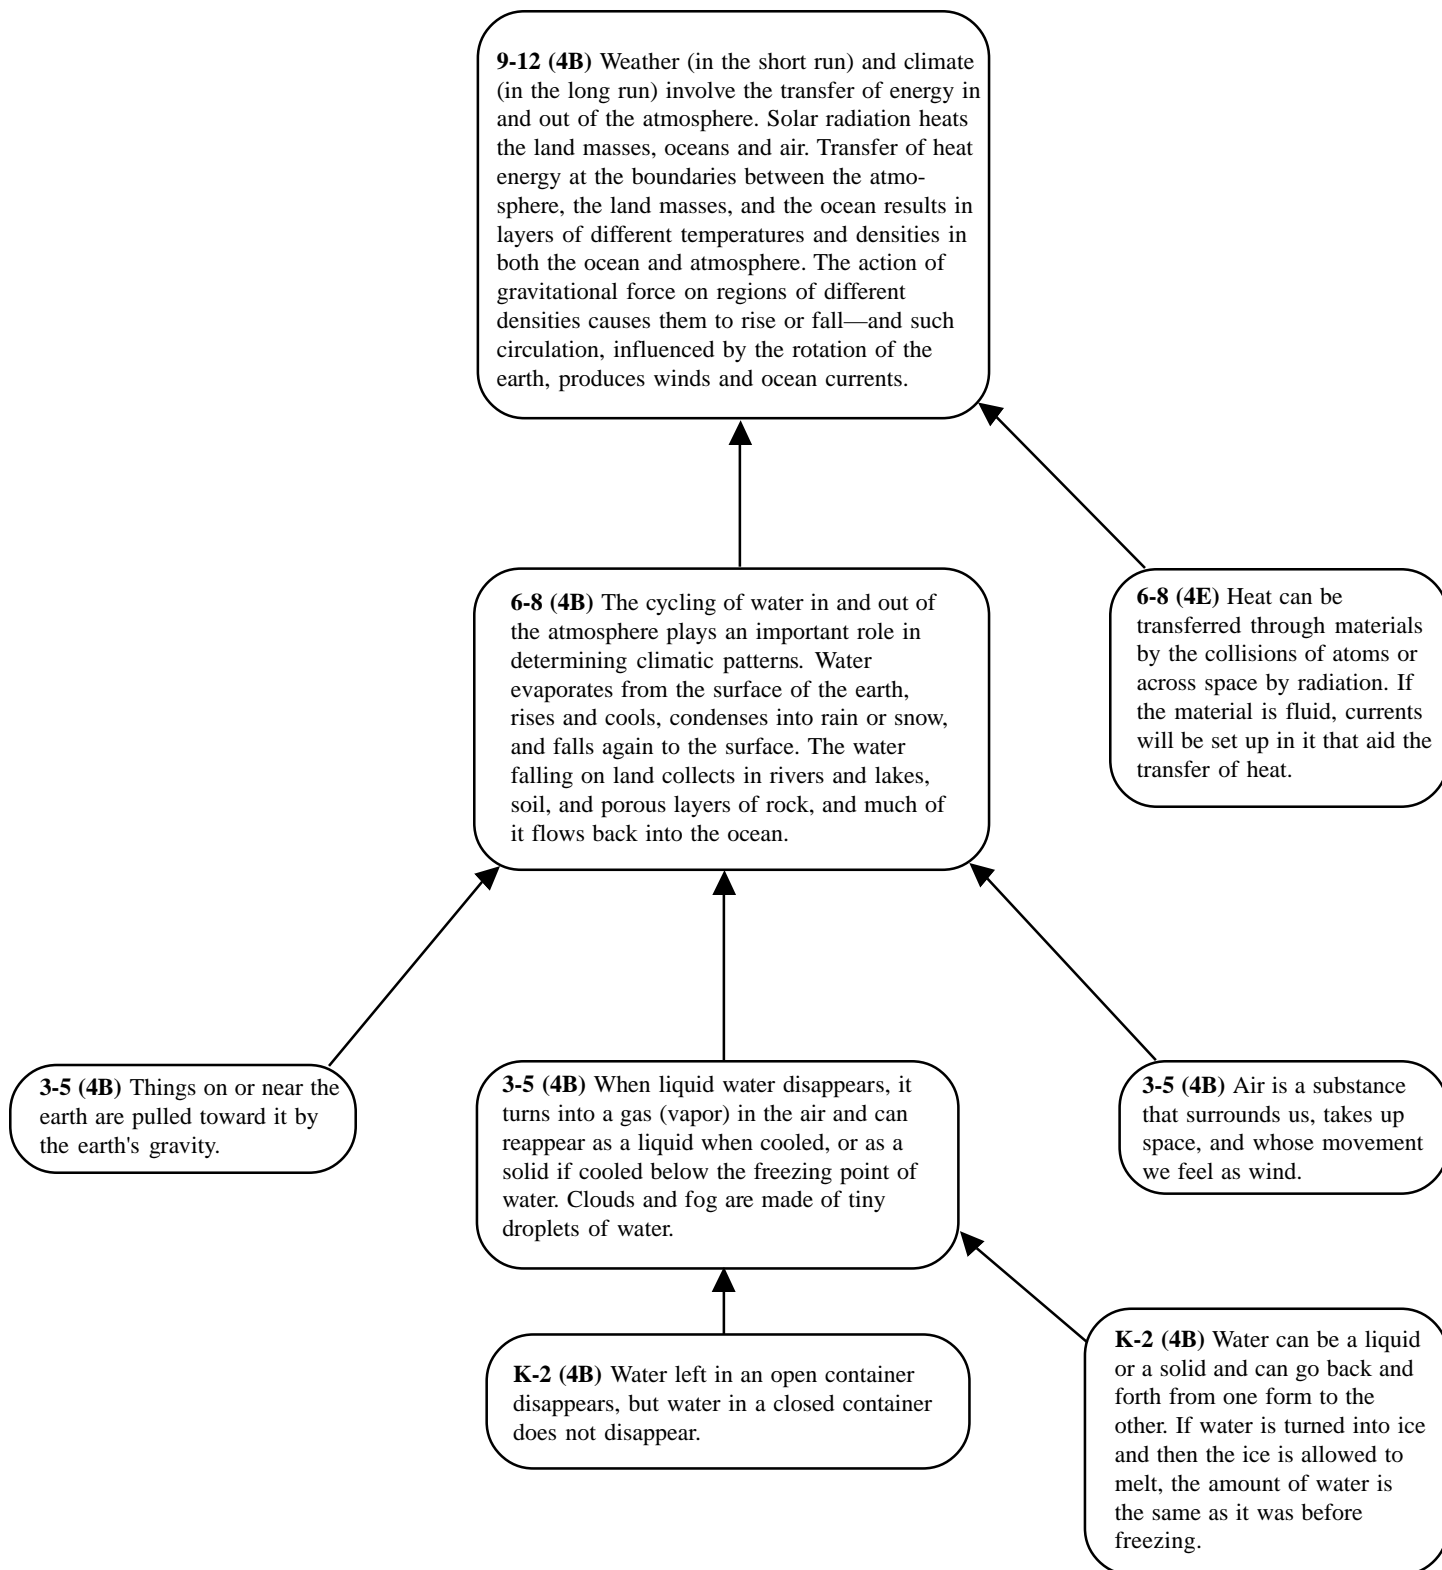 9-12 (4B) Weather (in the short run) and climate
(in the long run) involve the transfer of energy in
and out of the atmosphere. Solar radiation heats
the land masses, oceans and air. Transfer of heat
energy at the boundaries between the atmo-
sphere, the land masses, and the ocean results in
layers of different temperatures and densities in
both the ocean and atmosphere. The action of
gravitational force on regions of different
densities causes them to rise or fall—and such
circulation, influenced by the rotation of the
earth, produces winds and ocean currents.
6-8 (4B) The cycling of water in and out of
the atmosphere plays an important role in
determining climatic patterns. Water
evaporates from the surface of the earth,
rises and cools, condenses into rain or snow,
and falls again to the surface. The water
falling on land collects in rivers and lakes,
soil, and porous layers of rock, and much of
it flows back into the ocean.
6-8 (4E) Heat can be
transferred through materials
by the collisions of atoms or
across space by radiation. If
the material is fluid, currents
will be set up in it that aid the
transfer of heat.
3-5 (4B) Things on or near the
earth are pulled toward it by
the earth's gravity.
3-5 (4B) When liquid water disappears, it
turns into a gas (vapor) in the air and can
reappear as a liquid when cooled, or as a
solid if cooled below the freezing point of
water. Clouds and fog are made of tiny
droplets of water.
3-5 (4B) Air is a substance
that surrounds us, takes up
space, and whose movement
we feel as wind.
K-2 (4B) Water left in an open container
disappears, but water in a closed container
does not disappear.
K-2 (4B) Water can be a liquid
or a solid and can go back and
forth from one form to the
other. If water is turned into ice
and then the ice is allowed to
melt, the amount of water is
the same as it was before
freezing.